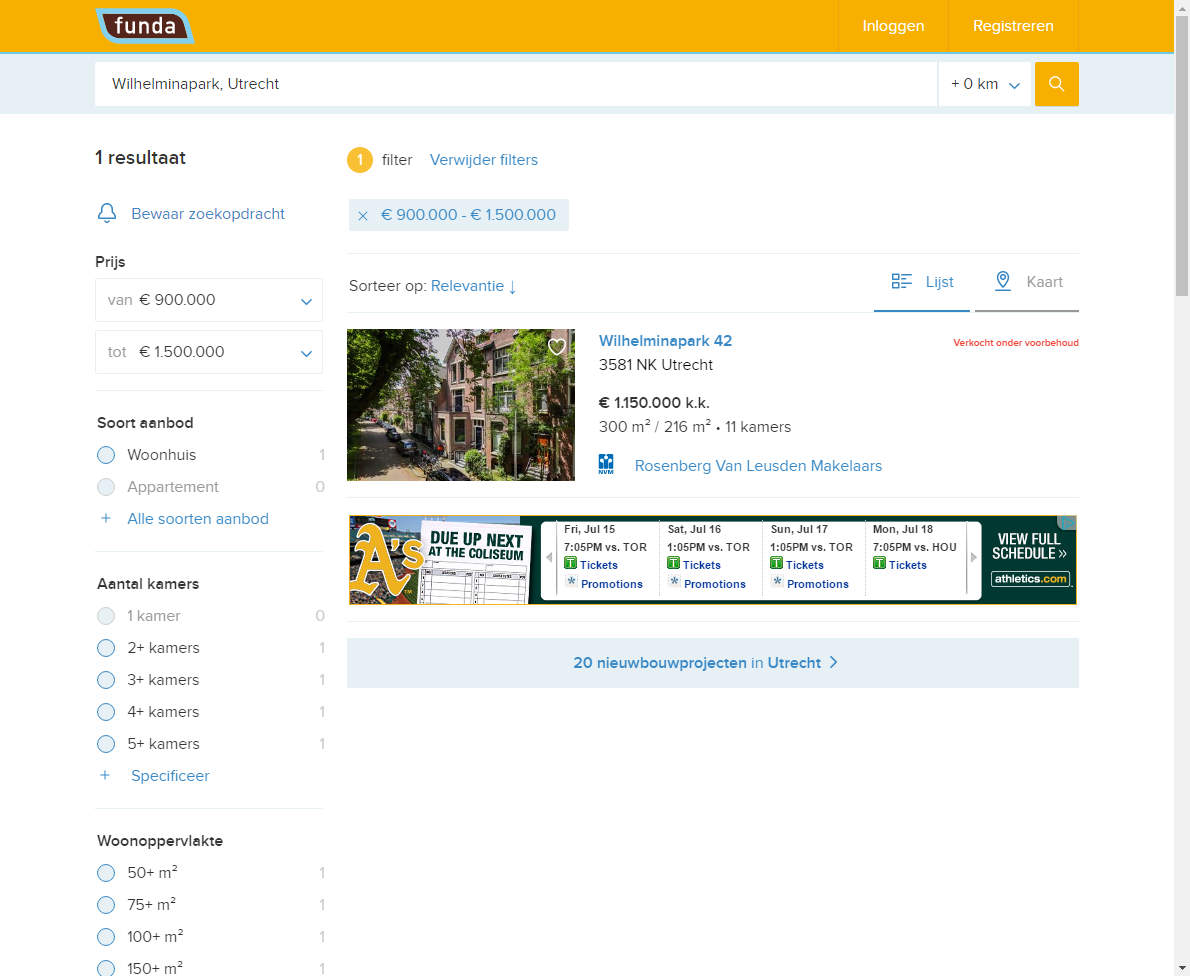 funda
Inloggen
Registreren
Wilhelminapark, Utrecht
+ 0 km
1 resultaat
Bewaar zoekopdracht
Prijs
van € 900.000
tot € 1.500.000
Soort aanbod
Woonhuis 1
Appartement 0
+ Alle soorten aanbod
Aantal kamers
1 kamer 0
2+ kamers 1
3+ kamers 1
4+ kamers 1
5+ kamers 1
+ Specificeer
Woonoppervlakte
50+ m² 1
75+ m² 1
100+ m² 1
150+ m² 1
1 filter Verwijder filters
× € 900.000 - € 1.500.000
Sorteer op: Relevantie ↓
Lijst
Kaart
Wilhelminapark 42
Verkocht onder voorbehoud
3581 NK Utrecht
€ 1.150.000 k.k.
300 m² / 216 m² • 11 kamers
NVM
Rosenberg Van Leusden Makelaars
A's
DUE UP NEXT
AT THE COLISEUM
Fri, Jul 15
7:05PM vs. TOR
Tickets
Promotions
Sat, Jul 16
1:05PM vs. TOR
Tickets
Promotions
Sun, Jul 17
1:05PM vs. TOR
Tickets
Promotions
Mon, Jul 18
7:05PM vs. HOU
Tickets
VIEW FULL
SCHEDULE »
athletics.com
20 nieuwbouwprojecten in Utrecht